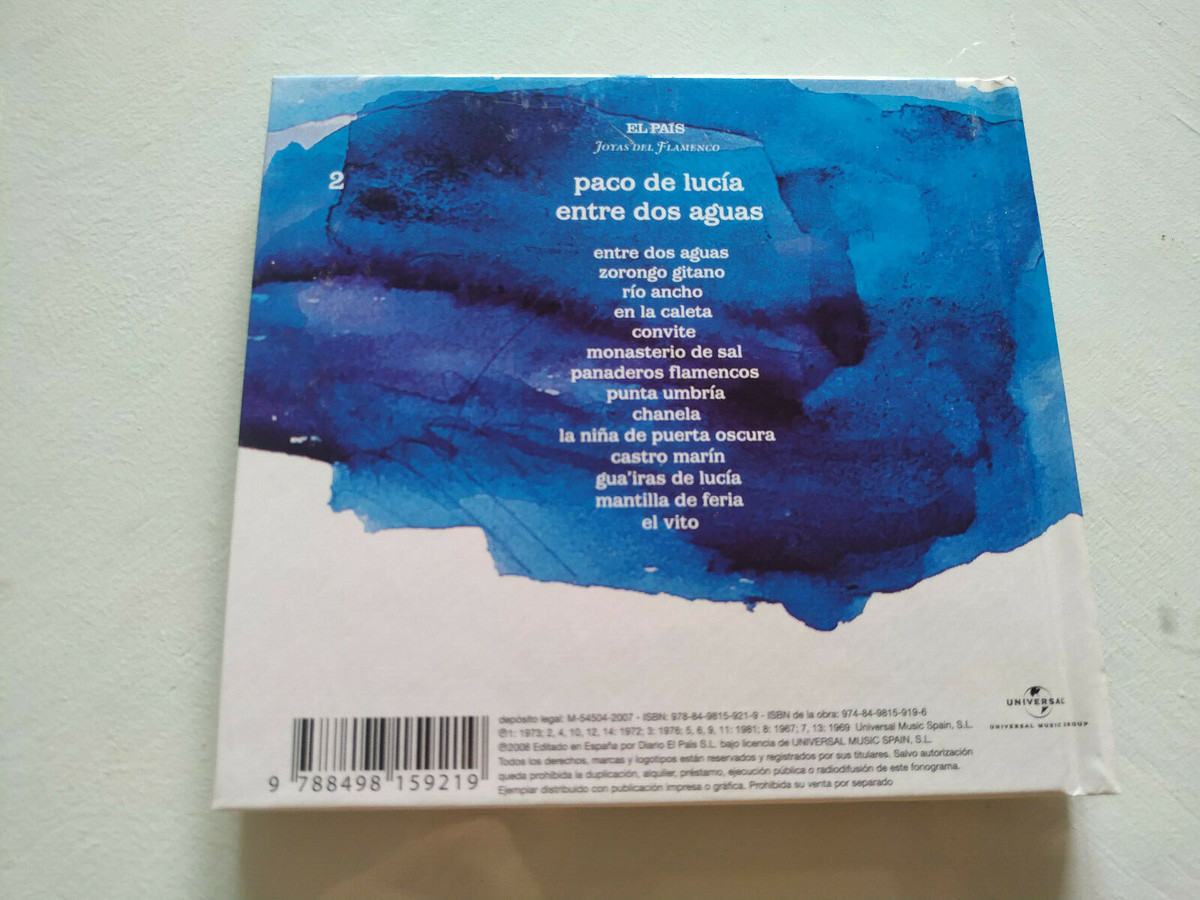 EL PAÍS
JOYAS DEL FLAMENCO
2
paco de lucía
entre dos aguas
entre dos aguas
zorongo gitano
río ancho
en la caleta
convite
monasterio de sal
panaderos flamencos
punta umbría
chanela
la niña de puerta oscura
castro marín
gua'iras de lucía
mantilla de feria
el vito
UNIVERSAL
UNIVERSAL MUSIC GROUP
depósito legal: M-54504-2007 - ISBN: 978-84-9815-921-9 - ISBN de la obra: 974-84-9815-919-6
℗1: 1973; 2, 4, 10, 12, 14: 1972; 3: 1976; 5, 6, 9, 11: 1981; 8: 1967; 7, 13: 1969 Universal Music Spain, S.L.
℗2008 Editado en España por Diario El País S.L. bajo licencia de UNIVERSAL MUSIC SPAIN, S.L.
Todos los derechos, marcas y logotipos están reservados y registrados por sus titulares. Salvo autorización
queda prohibida la duplicación, alquiler, préstamo, ejecución pública o radiodifusión de este fonograma.
Ejemplar distribuido con publicación impresa o gráfica. Prohibida su venta por separado
9 788498 159219